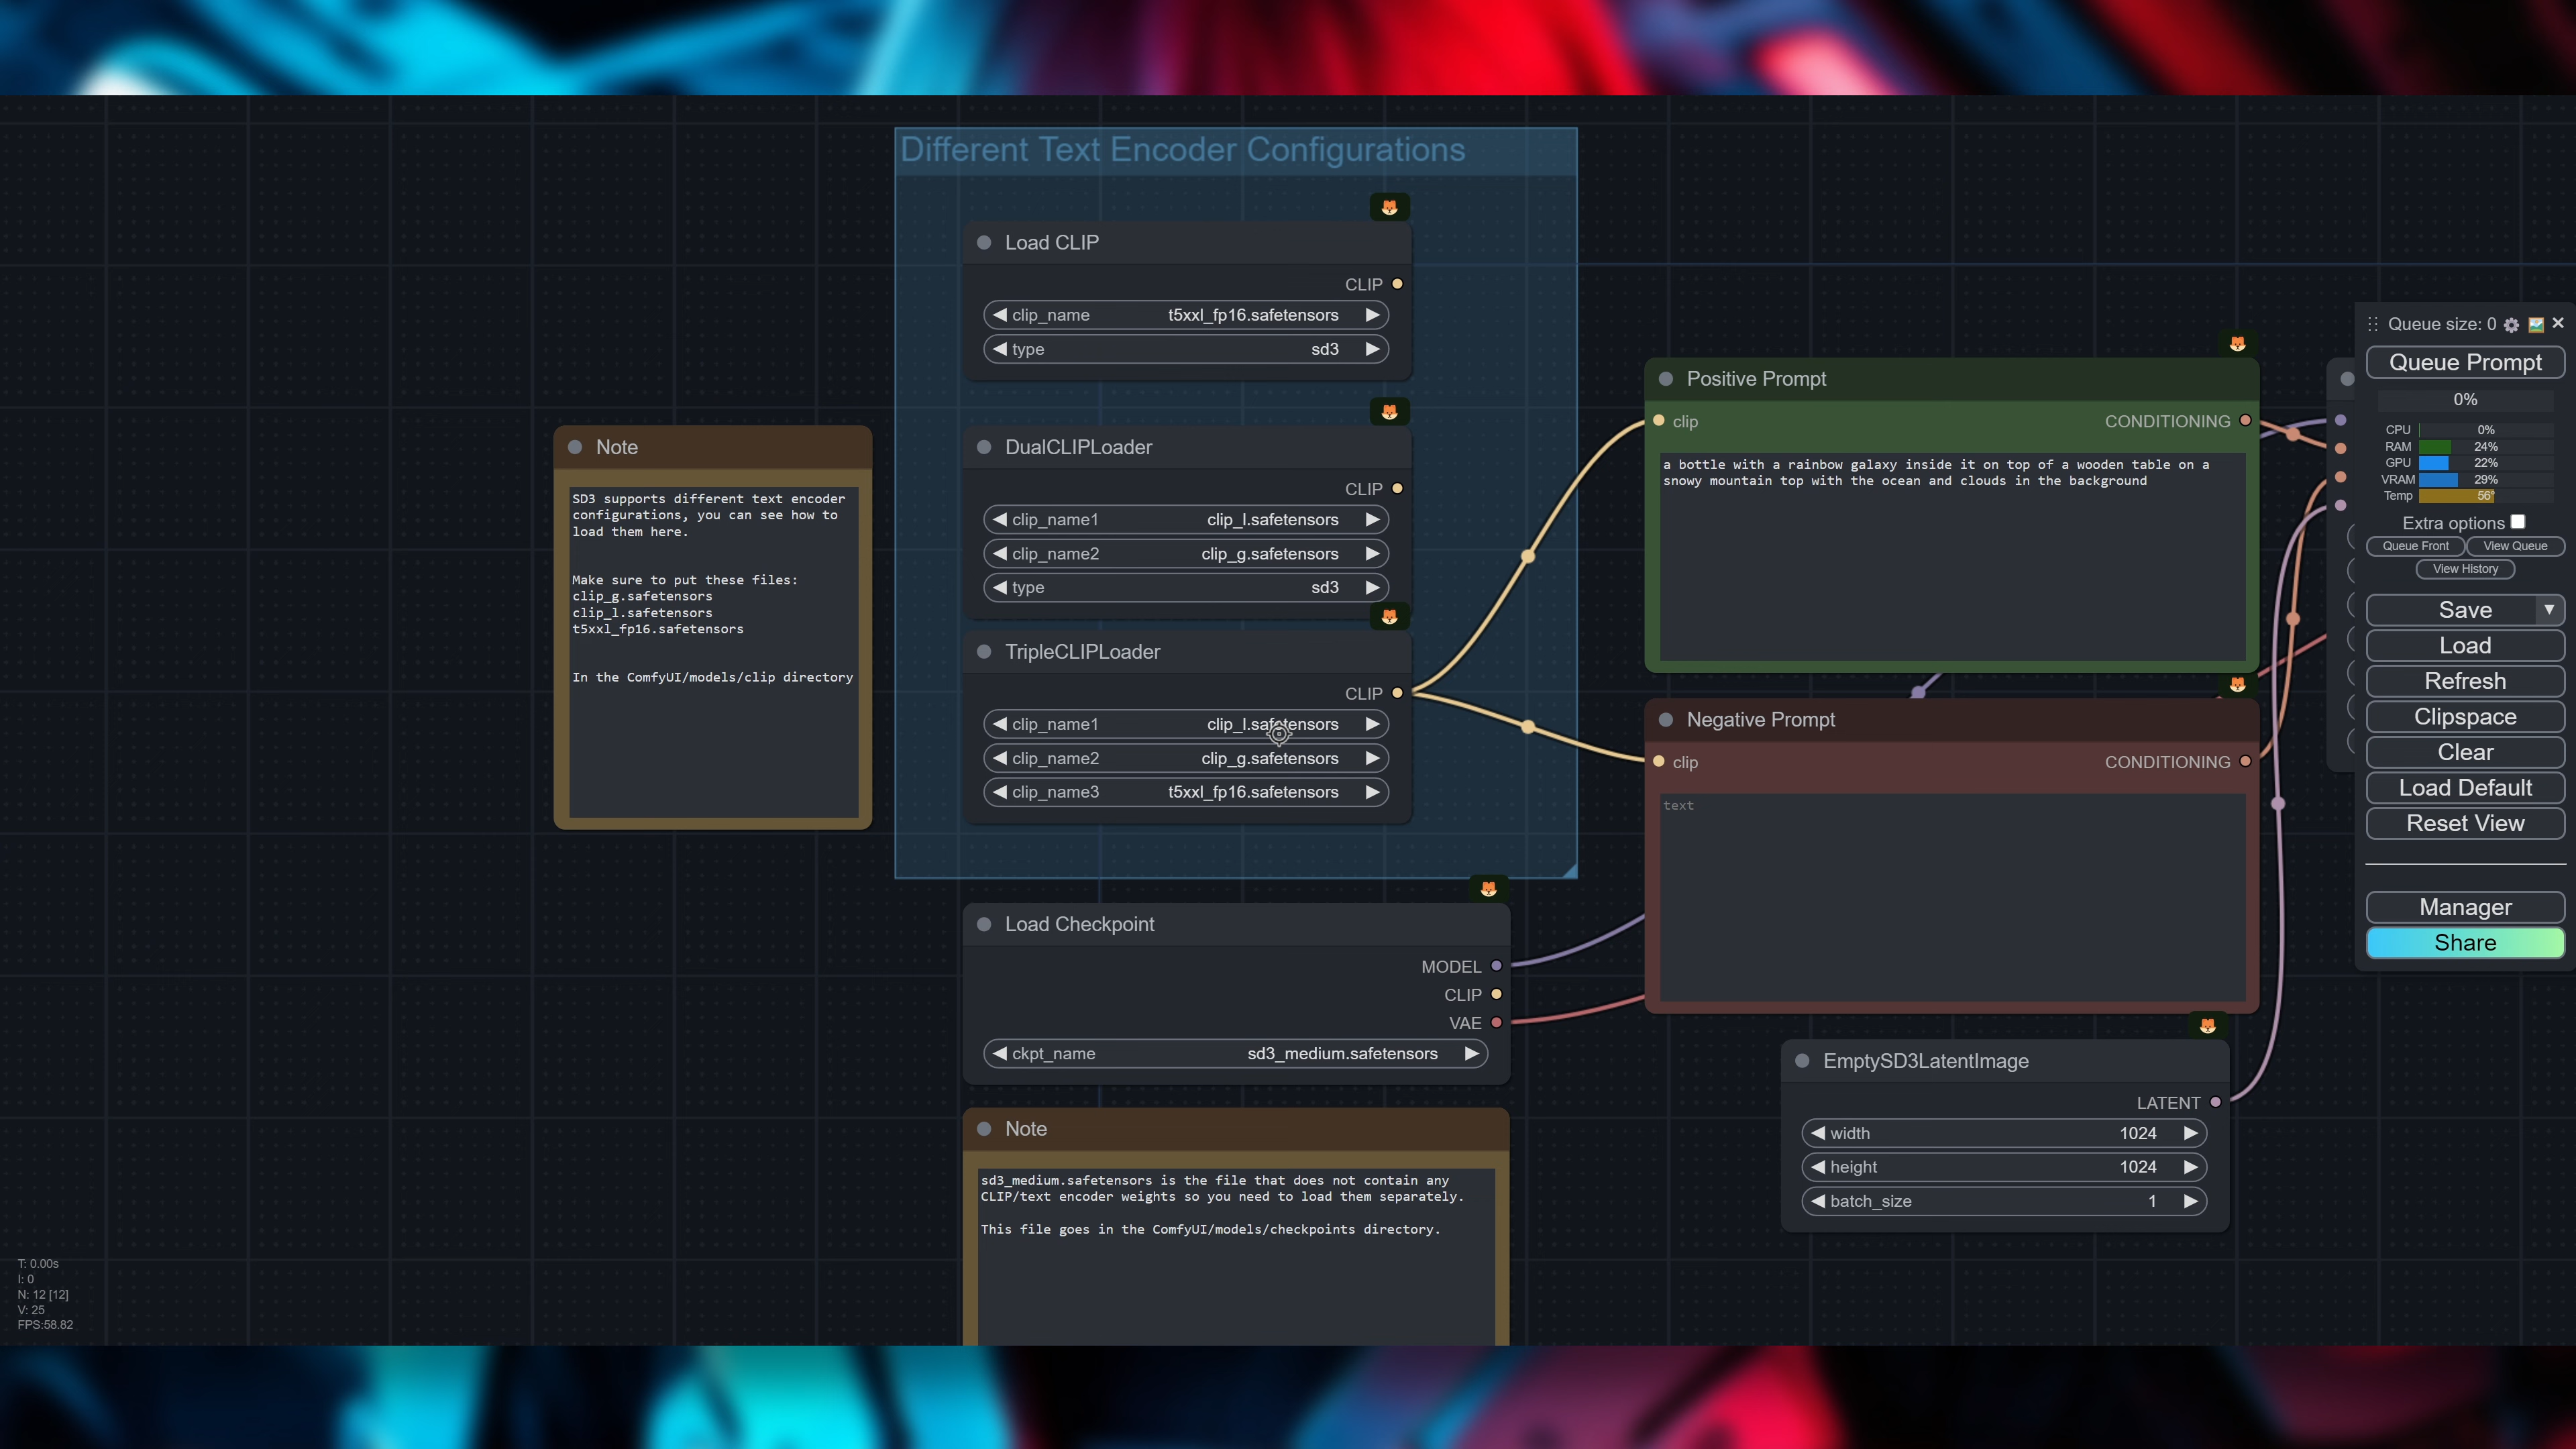 Different Text Encoder Configurations
Load CLIP
CLIP
clip_name t5xxl_fp16.safetensors
type sd3
DualCLIPLoader
CLIP
clip_name1 clip_l.safetensors
clip_name2 clip_g.safetensors
type sd3
TripleCLIPLoader
CLIP
clip_name1 clip_l.safetensors
clip_name2 clip_g.safetensors
clip_name3 t5xxl_fp16.safetensors
Note
SD3 supports different text encoder
configurations, you can see how to
load them here.
Make sure to put these files:
clip_g.safetensors
clip_l.safetensors
t5xxl_fp16.safetensors
In the ComfyUI/models/clip directory
Load Checkpoint
MODEL
CLIP
VAE
ckpt_name sd3_medium.safetensors
Note
sd3_medium.safetensors is the file that does not contain any
CLIP/text encoder weights so you need to load them separately.
This file goes in the ComfyUI/models/checkpoints directory.
Positive Prompt
clip CONDITIONING
a bottle with a rainbow galaxy inside it on top of a wooden table on a
snowy mountain top with the ocean and clouds in the background
Negative Prompt
clip CONDITIONING
text
EmptySD3LatentImage
LATENT
width 1024
height 1024
batch_size 1
Queue size: 0
Queue Prompt
0%
CPU 0%
RAM 24%
GPU 22%
VRAM 29%
Temp 56°
Extra options
Queue Front View Queue
View History
Save
Load
Refresh
Clipspace
Clear
Load Default
Reset View
Manager
Share
T: 0.00s
I: 0
N: 12 [12]
V: 25
FPS:58.82